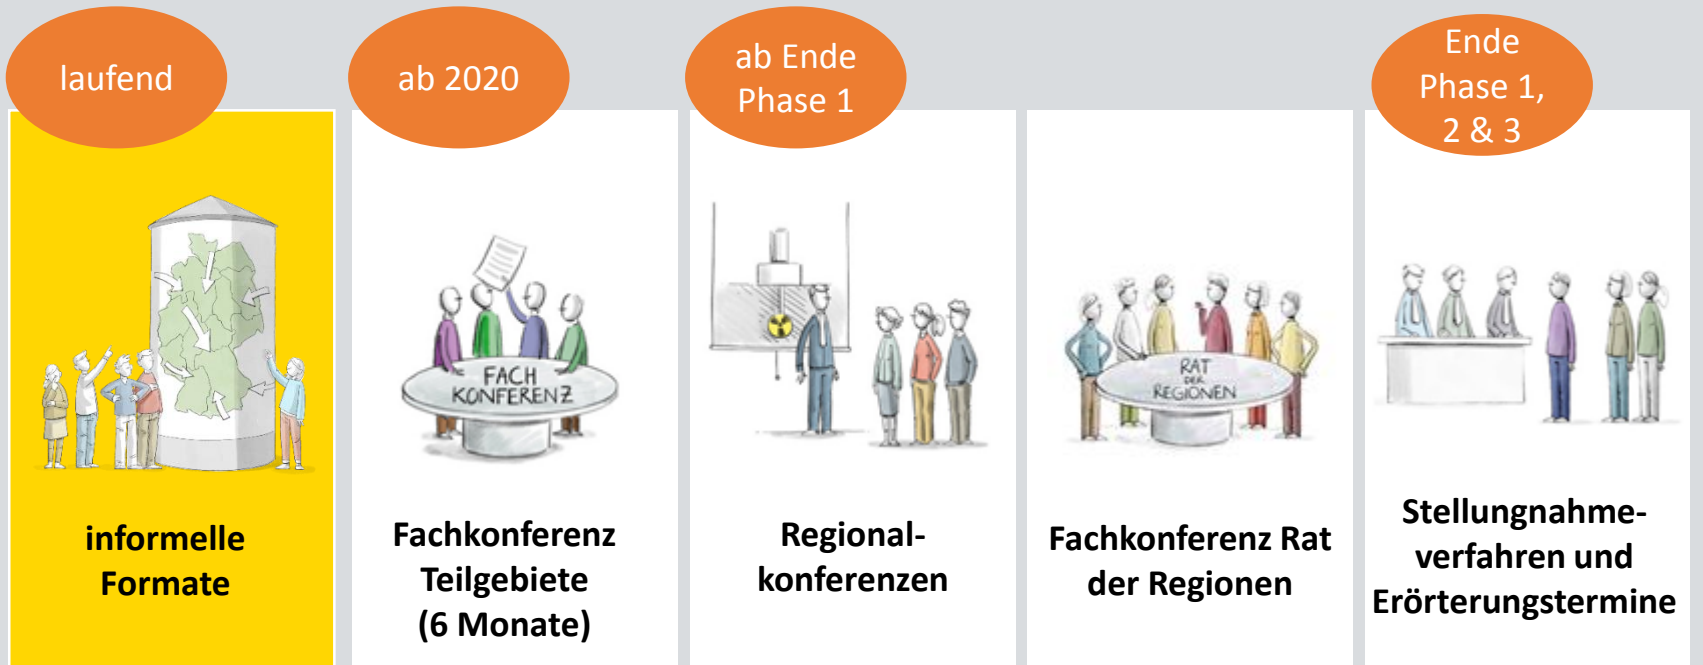 laufend
ab 2020
ab Ende
Phase 1
Ende
Phase 1,
2 & 3
FACH
KONFERENZ
RAT
DER
REGIONEN
informelle
Formate
Fachkonferenz
Teilgebiete
(6 Monate)
Regional-
konferenzen
Fachkonferenz Rat
der Regionen
Stellungnahme-
verfahren und
Erörterungstermine